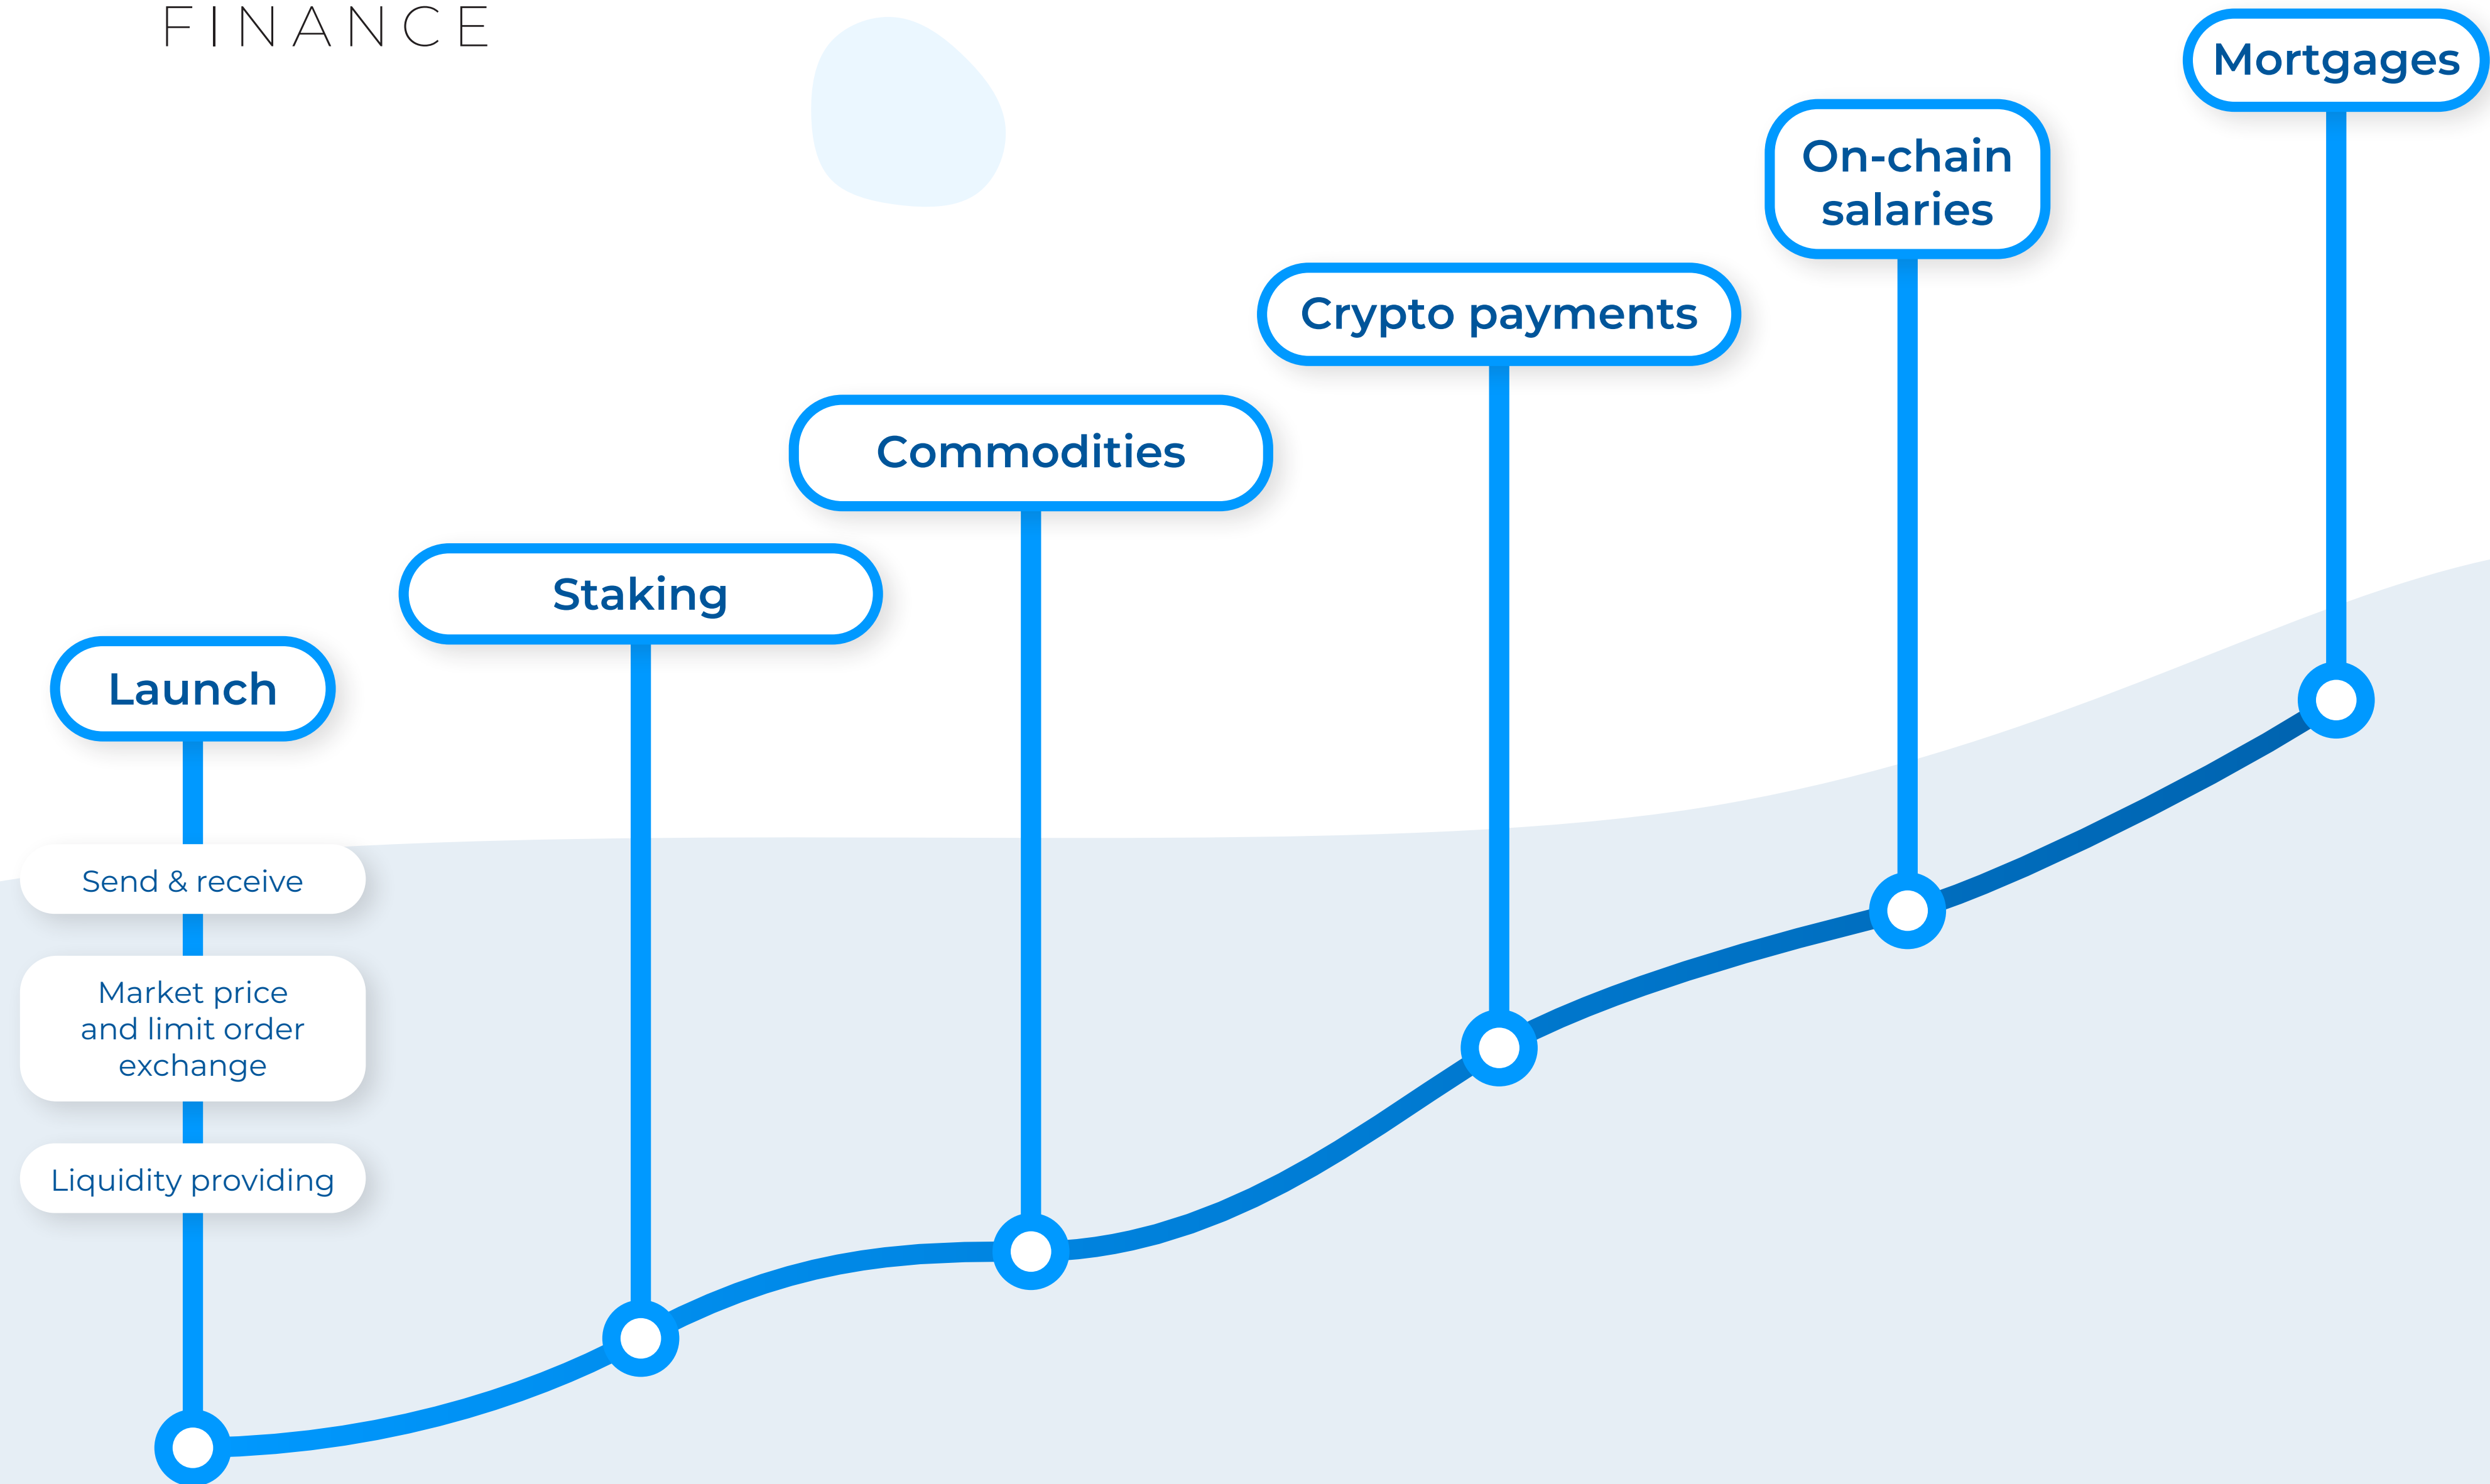 FINANCE
Launch
Send & receive
Market price
and limit order
exchange
Liquidity providing
Staking
Commodities
Crypto payments
On-chain
salaries
Mortgages